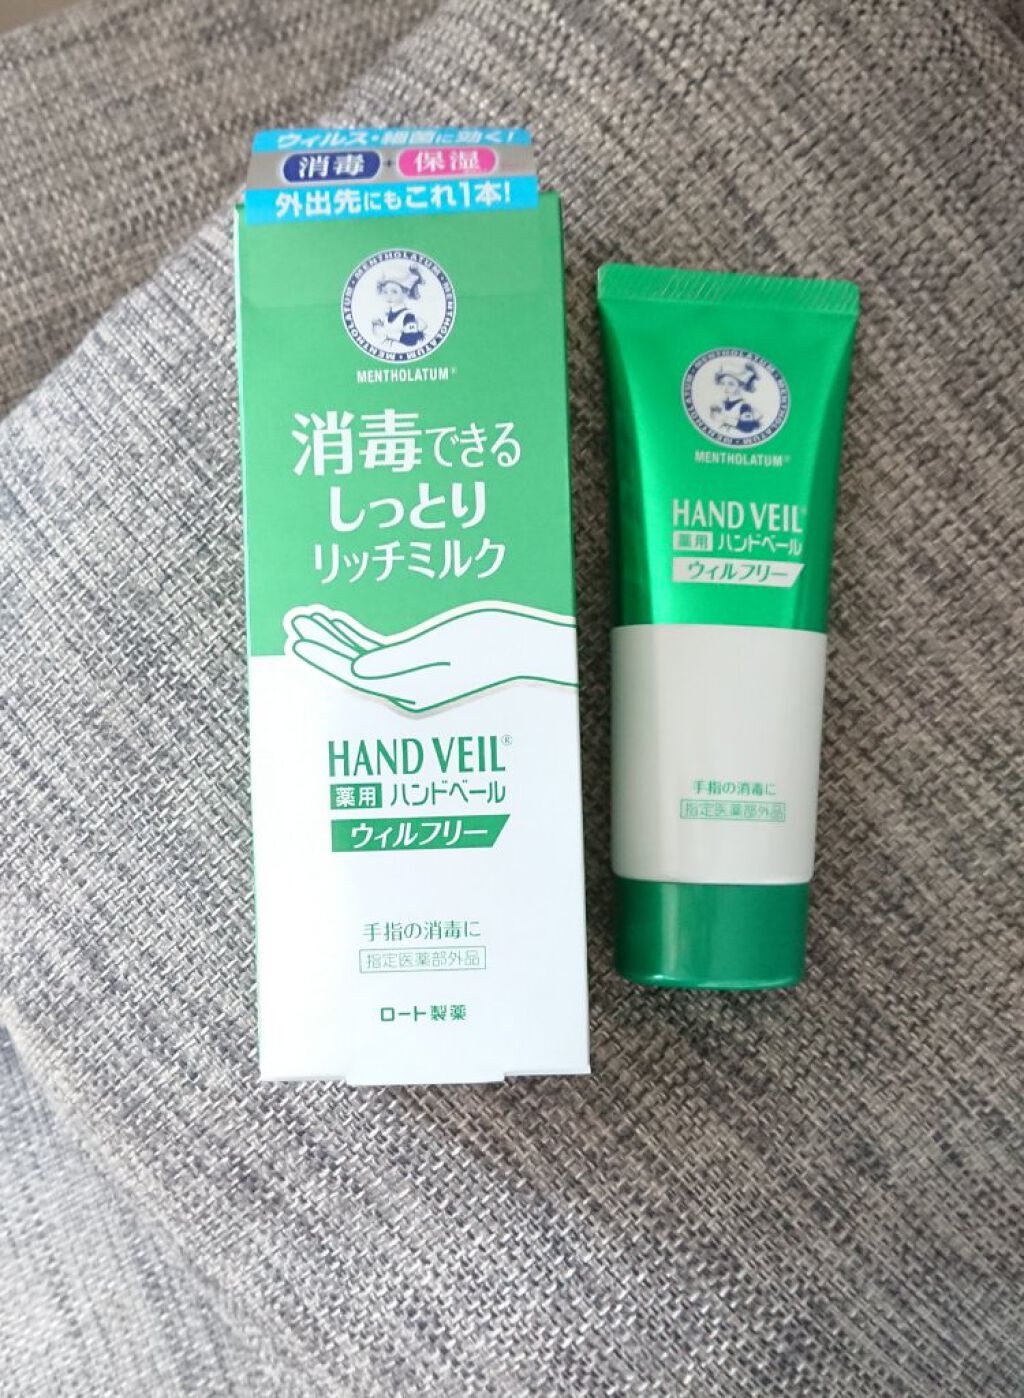 ウィルス・細菌に効く!
消毒・保湿
外出先にもこれ1本!
MENTHOLATUM・MENTHOLATUM・MENTHOLATUM
MENTHOLATUM®
消毒できる
しっとり
リッチミルク
HAND VEIL®
薬用 ハンドベール
ウィルフリー
手指の消毒に
指定医薬部外品
ロート製薬
MENTHOLATUM・MENTHOLATUM・MENTHOLATUM
MENTHOLATUM®
HAND VEIL®
薬用 ハンドベール
ウィルフリー
手指の消毒に
指定医薬部外品